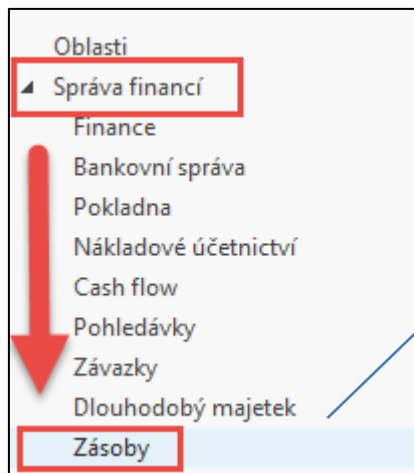 Oblasti
Správa financí
Finance
Bankovní správa
Pokladna
Nákladové účetnictví
Cash flow
Pohledávky
Závazky
Dlouhodobý majetek
Zásoby